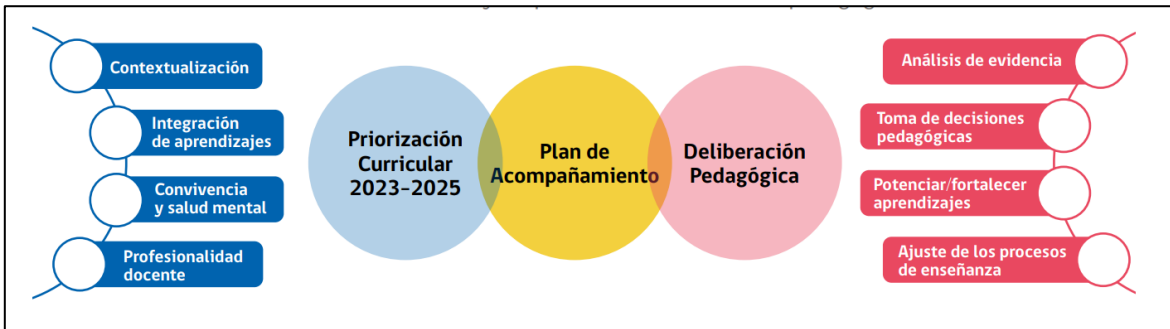 Contextualización
Integración
de aprendizajes
Convivencia
y salud mental
Profesionalidad
docente
Priorización
Curricular
2023–2025
Plan de
Acompañamiento
Deliberación
Pedagógica
Análisis de evidencia
Toma de decisiones
pedagógicas
Potenciar/fortalecer
aprendizajes
Ajuste de los procesos
de enseñanza